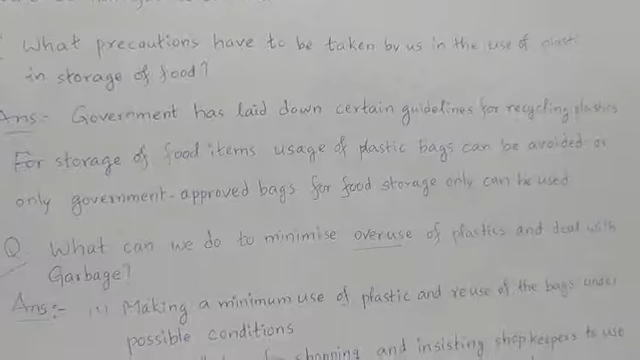 What precautions have to be taken by us in the use of plastic
in storage of food?
Ans:- Government has laid down certain guidelines for recycling plastics
For storage of food items usage of plastic bags can be avoided or
only government-approved bags for food storage only can be used
Q What can we do to minimise overuse of plastics and deal with
Garbage?
Ans:- (1) Making a minimum use of plastic and reuse of the bags under
possible conditions
for shopping and insisting shopkeepers to use